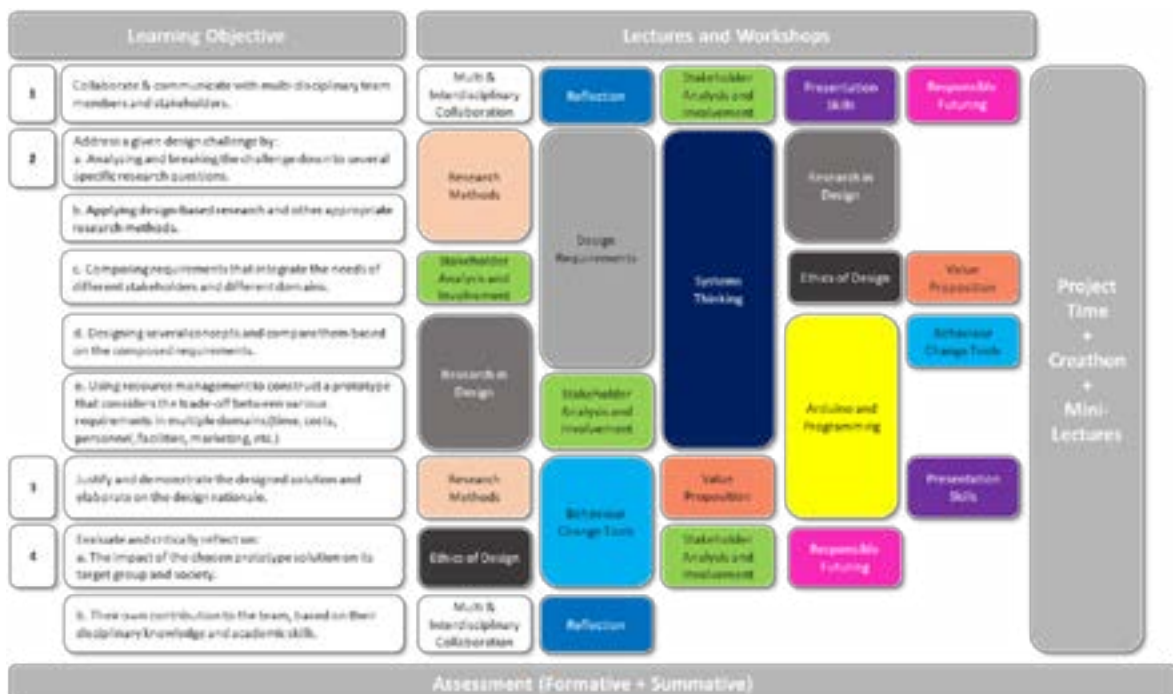 Learning Objective
Lectures and Workshops
1
Collaborate & communicate with multi-disciplinary team
members and stakeholders.
Multi &
Interdisciplinary
Collaboration
Reflection
Stakeholder
Analysis and
Involvement
Presentation
Skills
Responsible
Futuring
2
Address a given design challenge by:
a. Analysing and breaking the challenge down to several
specific research questions.
Research
Methods
Design
Requirements
Systems
Thinking
Research in
Design
b. Applying design-based research and other appropriate
research methods.
c. Composing requirements that integrate the needs of
different stakeholders and different domains.
Stakeholder
Analysis and
Involvement
Ethics of Design
Value
Proposition
d. Designing several concepts and compare them based
on the composed requirements.
Research in
Design
Arduino and
Programming
Behaviour
Change Tools
e. Using resource management to construct a prototype
that considers the trade-off between various
requirements in multiple domains (time, costs,
personnel, facilities, marketing, etc.)
Stakeholder
Analysis and
Involvement
3
Justify and demonstrate the designed solution and
elaborate on the design rationale.
Research
Methods
Behaviour
Change Tools
Value
Proposition
Presentation
Skills
4
Evaluate and critically reflect on:
a. The impact of the chosen prototype solution on its
target group and society.
Ethics of Design
Stakeholder
Analysis and
Involvement
Responsible
Futuring
b. Their own contribution to the team, based on their
disciplinary knowledge and academic skills.
Multi &
Interdisciplinary
Collaboration
Reflection
Project
Time
+
Creathon
+
Mini-
Lectures
Assessment (Formative + Summative)